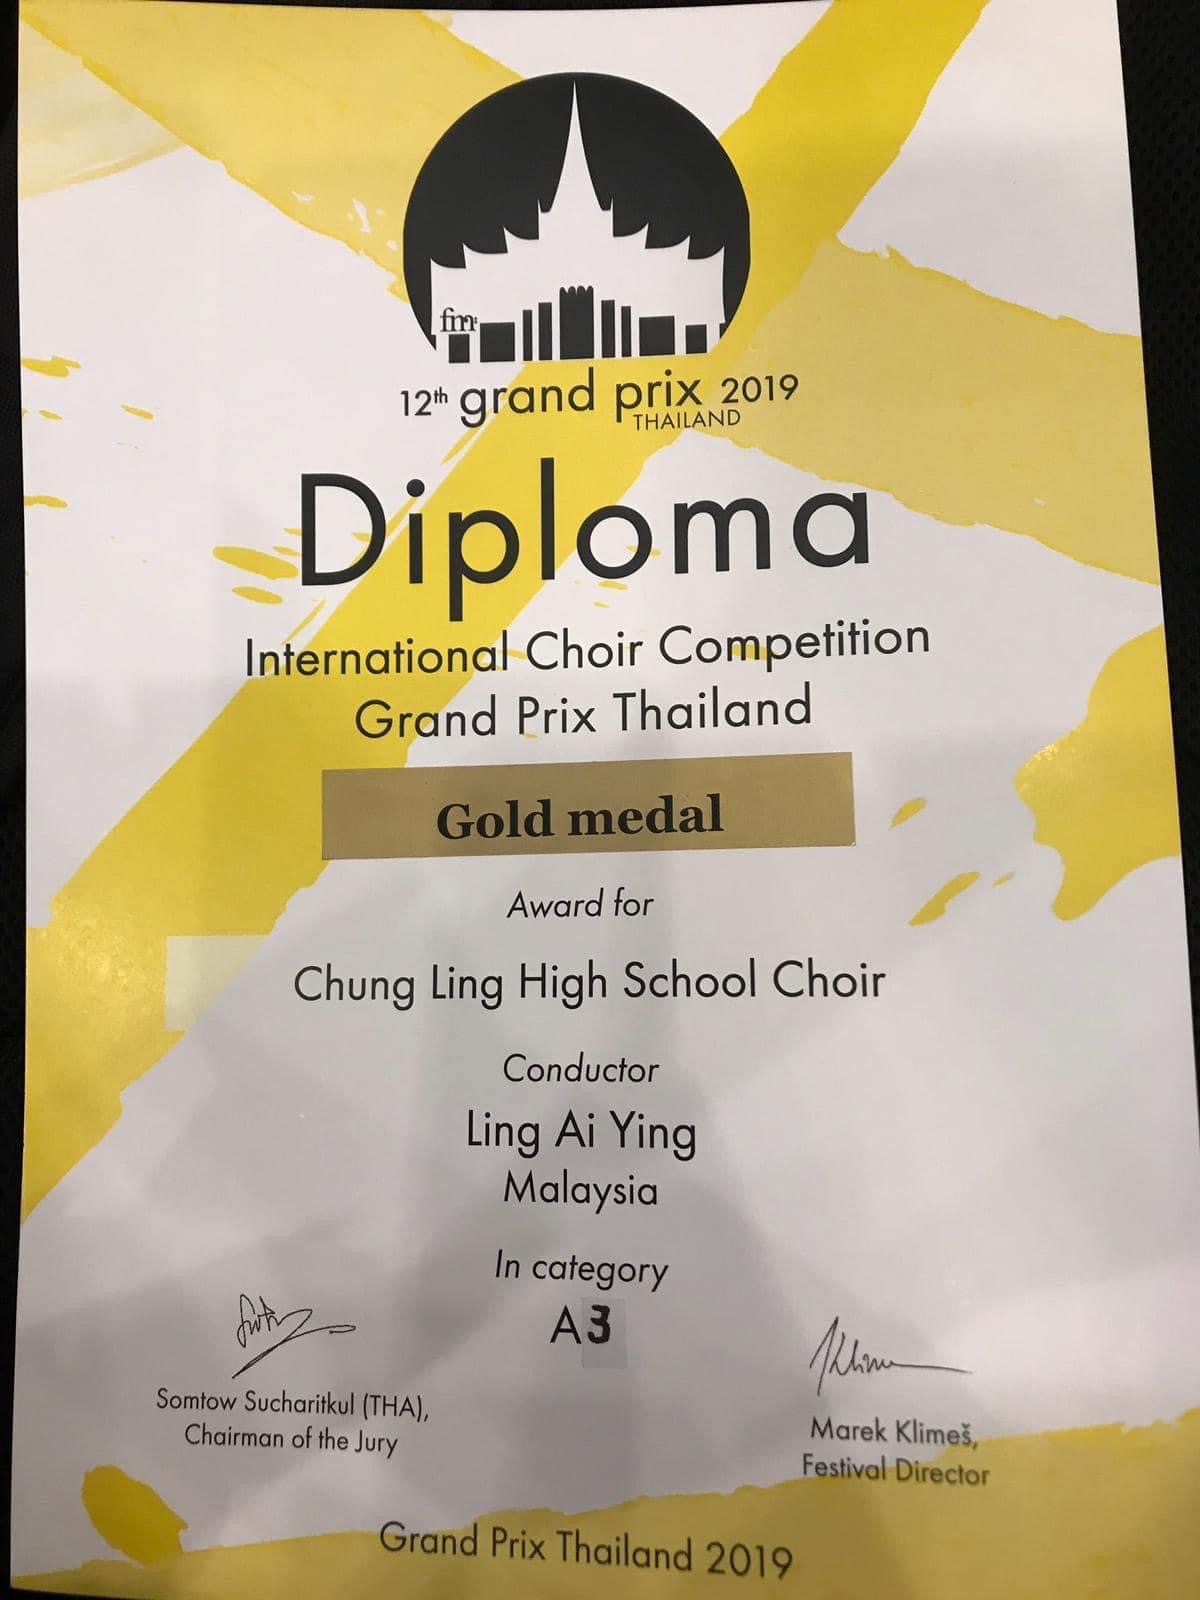 fm:
12th grand prix 2019
THAILAND
Diploma
International Choir Competition
Grand Prix Thailand
Gold medal
Award for
Chung Ling High School Choir
Conductor
Ling Ai Ying
Malaysia
In category
A3
Somtow Sucharitkul (THA),
Chairman of the Jury
Marek Klimeš,
Festival Director
Grand Prix Thailand 2019